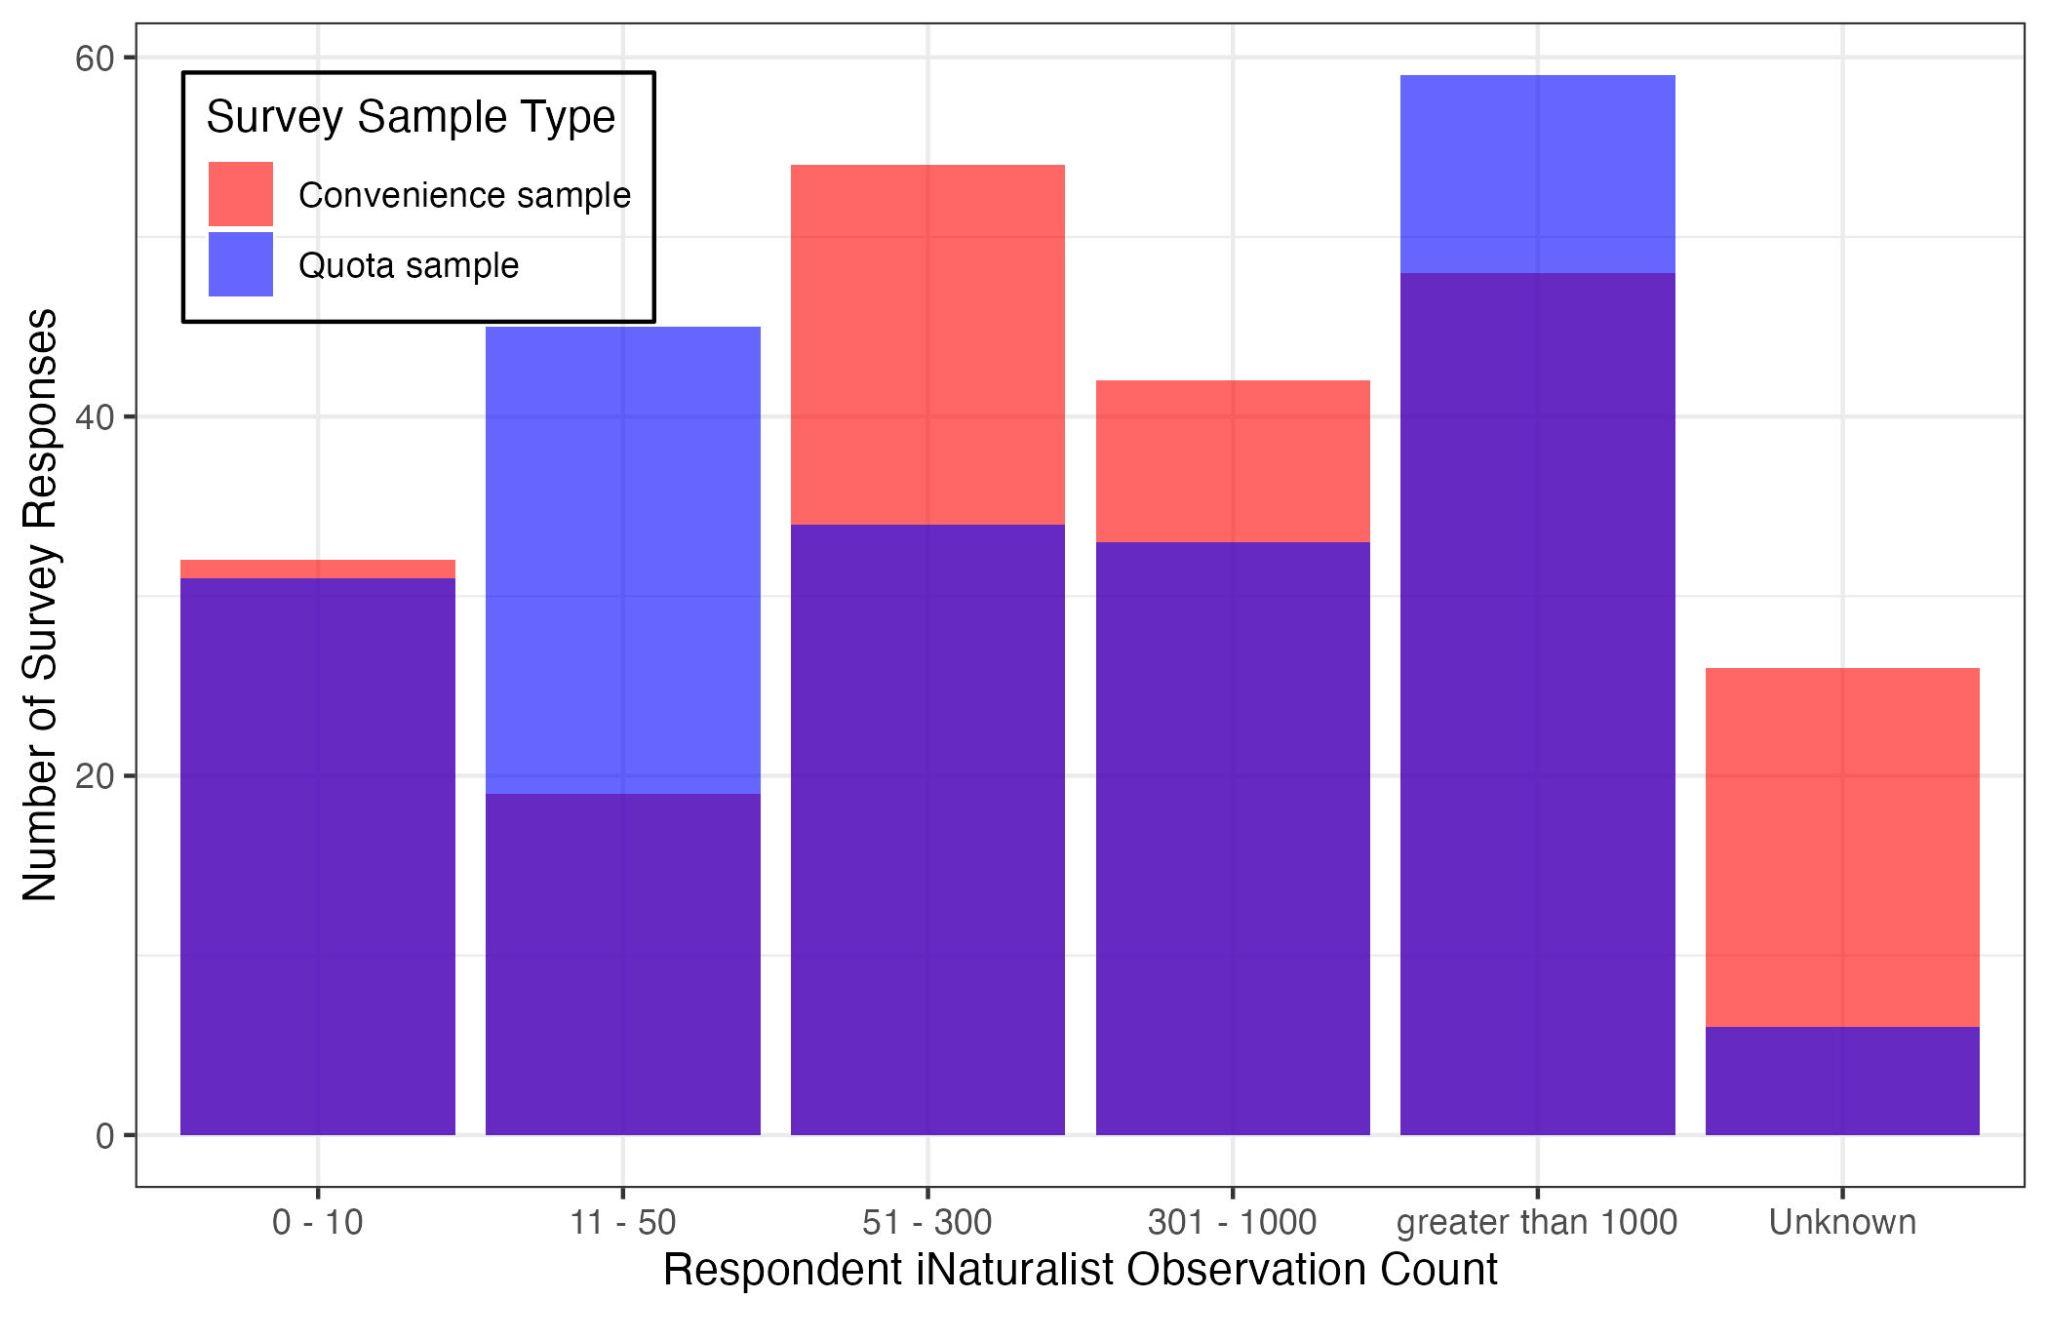 60
40
20
0
Number of Survey Responses
Survey Sample Type
Convenience sample
Quota sample
0 - 10
11 - 50
51 - 300
301 - 1000
greater than 1000
Unknown
Respondent iNaturalist Observation Count